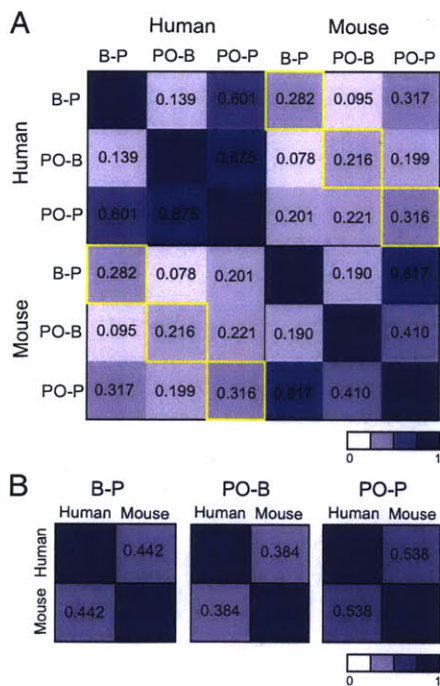 A
Human Mouse
B-P PO-B PO-P B-P PO-B PO-P
Human
B-P 0.139 0.601 0.282 0.095 0.317
PO-B 0.139 0.875 0.078 0.216 0.199
PO-P 0.601 0.875 0.201 0.221 0.316
Mouse
B-P 0.282 0.078 0.201 0.190 0.817
PO-B 0.095 0.216 0.221 0.190 0.410
PO-P 0.317 0.199 0.316 0.817 0.410
0 1
B
B-P PO-B PO-P
Human Mouse Human Mouse Human Mouse
Human 0.442 0.384 0.538
Mouse 0.442 0.384 0.538
0 1